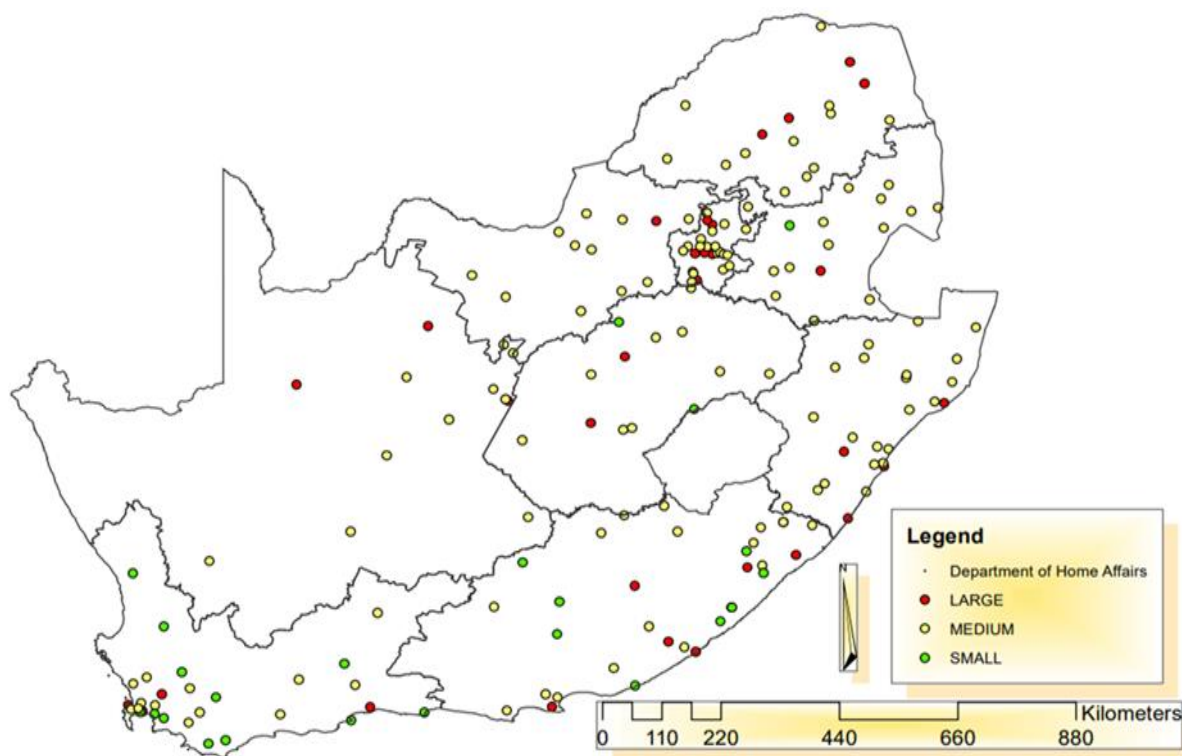 Legend
Department of Home Affairs
LARGE
MEDIUM
SMALL
N
Kilometers
0 110 220 440 660 880